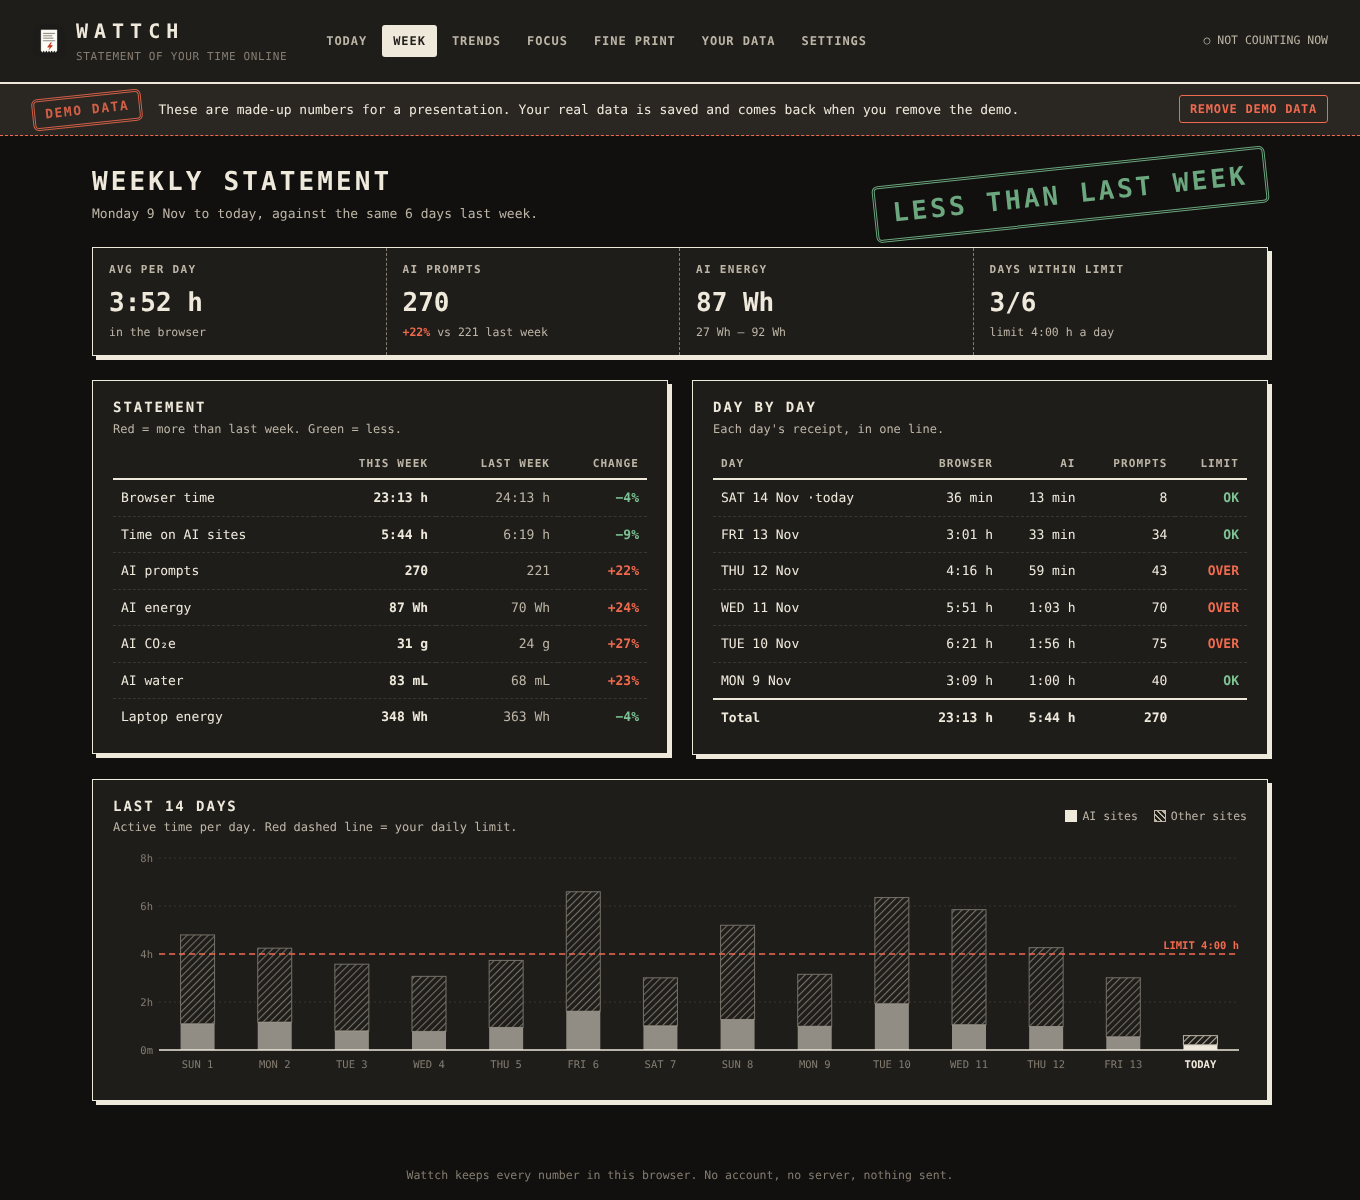 WATTCH
STATEMENT OF YOUR TIME ONLINE
TODAY WEEK TRENDS FOCUS FINE PRINT YOUR DATA SETTINGS
○ NOT COUNTING NOW
DEMO DATA
These are made-up numbers for a presentation. Your real data is saved and comes back when you remove the demo.
REMOVE DEMO DATA
WEEKLY STATEMENT
Monday 9 Nov to today, against the same 6 days last week.
LESS THAN LAST WEEK
AVG PER DAY
3:52 h
in the browser
AI PROMPTS
270
+22% vs 221 last week
AI ENERGY
87 Wh
27 Wh – 92 Wh
DAYS WITHIN LIMIT
3/6
limit 4:00 h a day
STATEMENT
Red = more than last week. Green = less.
THIS WEEK LAST WEEK CHANGE
Browser time 23:13 h 24:13 h −4%
Time on AI sites 5:44 h 6:19 h −9%
AI prompts 270 221 +22%
AI energy 87 Wh 70 Wh +24%
AI CO₂e 31 g 24 g +27%
AI water 83 mL 68 mL +23%
Laptop energy 348 Wh 363 Wh −4%
DAY BY DAY
Each day's receipt, in one line.
DAY BROWSER AI PROMPTS LIMIT
SAT 14 Nov ·today 36 min 13 min 8 OK
FRI 13 Nov 3:01 h 33 min 34 OK
THU 12 Nov 4:16 h 59 min 43 OVER
WED 11 Nov 5:51 h 1:03 h 70 OVER
TUE 10 Nov 6:21 h 1:56 h 75 OVER
MON 9 Nov 3:09 h 1:00 h 40 OK
Total 23:13 h 5:44 h 270
LAST 14 DAYS
Active time per day. Red dashed line = your daily limit.
AI sites Other sites
8h
6h
4h
2h
0m
LIMIT 4:00 h
SUN 1 MON 2 TUE 3 WED 4 THU 5 FRI 6 SAT 7 SUN 8 MON 9 TUE 10 WED 11 THU 12 FRI 13 TODAY
Wattch keeps every number in this browser. No account, no server, nothing sent.